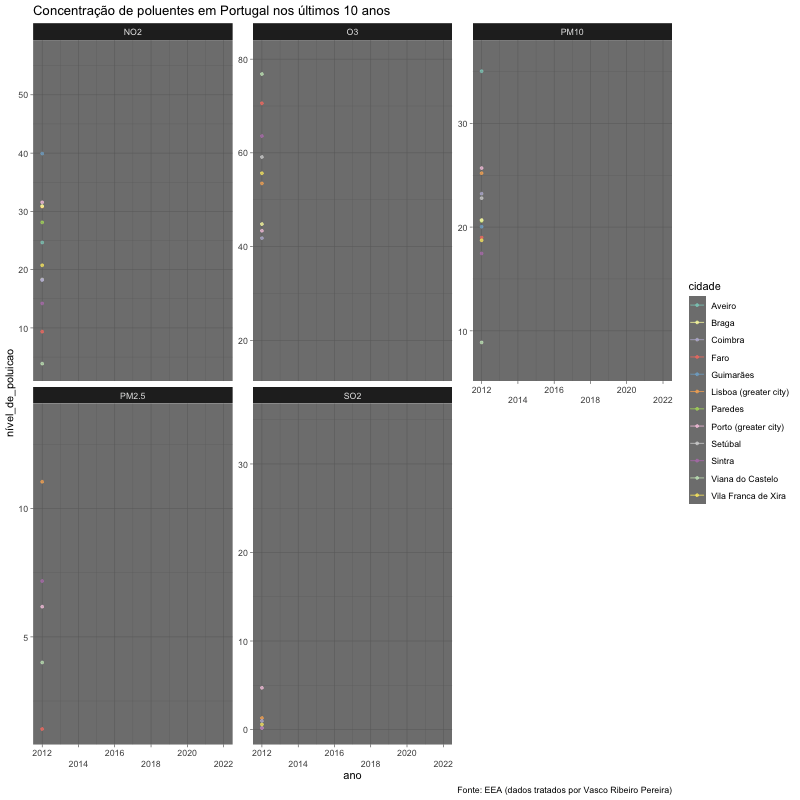 Concentração de poluentes em Portugal nos últimos 10 anos
NO2
O3
PM10
50
40
30
20
10
80
60
40
20
30
20
10
2012 2014 2016 2018 2020 2022
PM2.5
SO2
10
5
30
20
10
0
2012 2014 2016 2018 2020 2022
2012 2014 2016 2018 2020 2022
nivel_de_poluicao
ano
cidade
Aveiro
Braga
Coimbra
Faro
Guimarães
Lisboa (greater city)
Paredes
Porto (greater city)
Setúbal
Sintra
Viana do Castelo
Vila Franca de Xira
Fonte: EEA (dados tratados por Vasco Ribeiro Pereira)